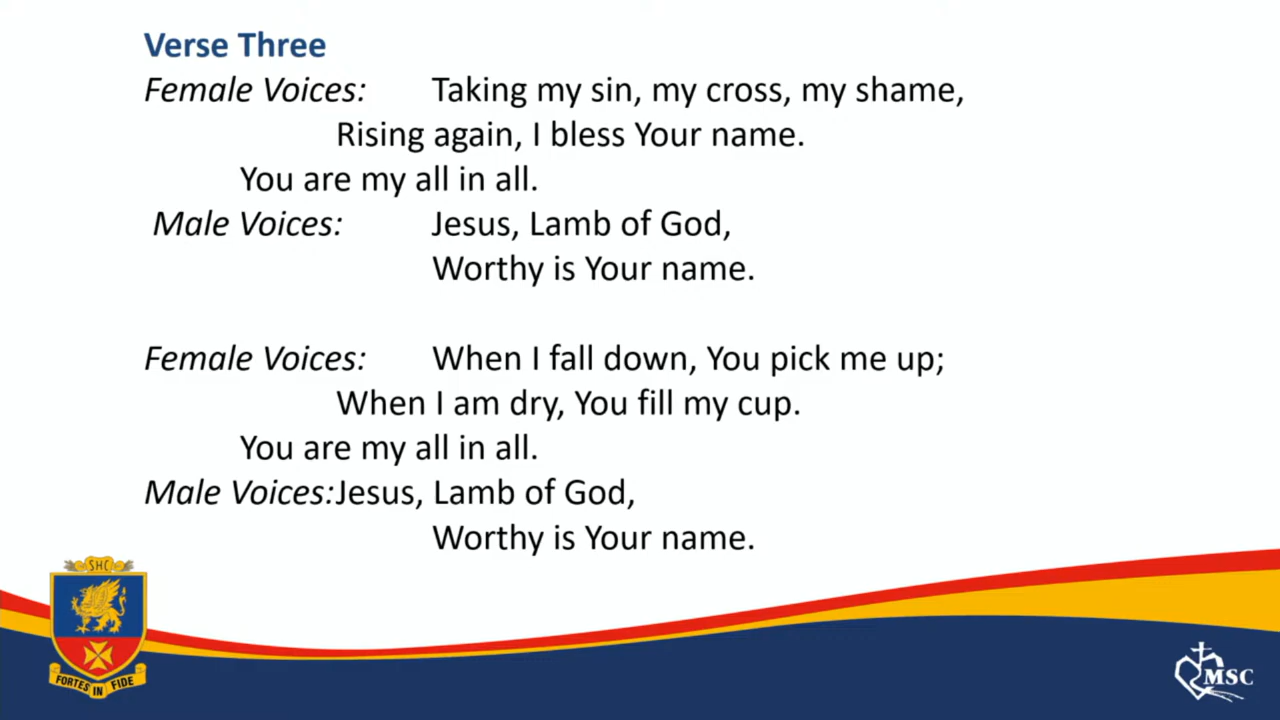 Verse Three
Female Voices: Taking my sin, my cross, my shame,
Rising again, I bless Your name.
You are my all in all.
Male Voices: Jesus, Lamb of God,
Worthy is Your name.
Female Voices: When I fall down, You pick me up;
When I am dry, You fill my cup.
You are my all in all.
Male Voices:Jesus, Lamb of God,
Worthy is Your name.
SHC
FORTES IN FIDE
MSC